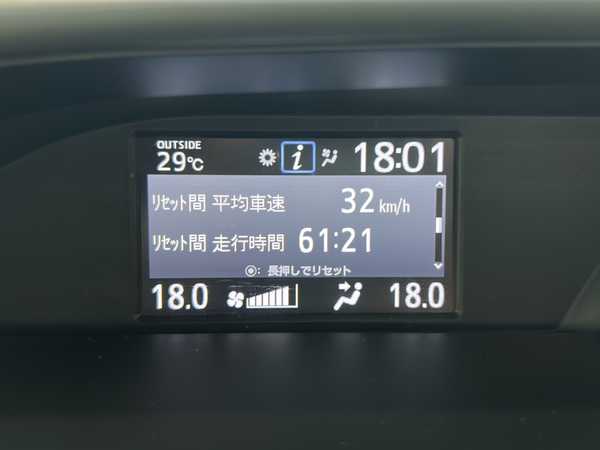 OUTSIDE
29℃ i 18:01
ﾘｾｯﾄ間 平均車速 32 km/h
ﾘｾｯﾄ間 走行時間 61:21
◉: 長押しでリセット
18.0 18.0